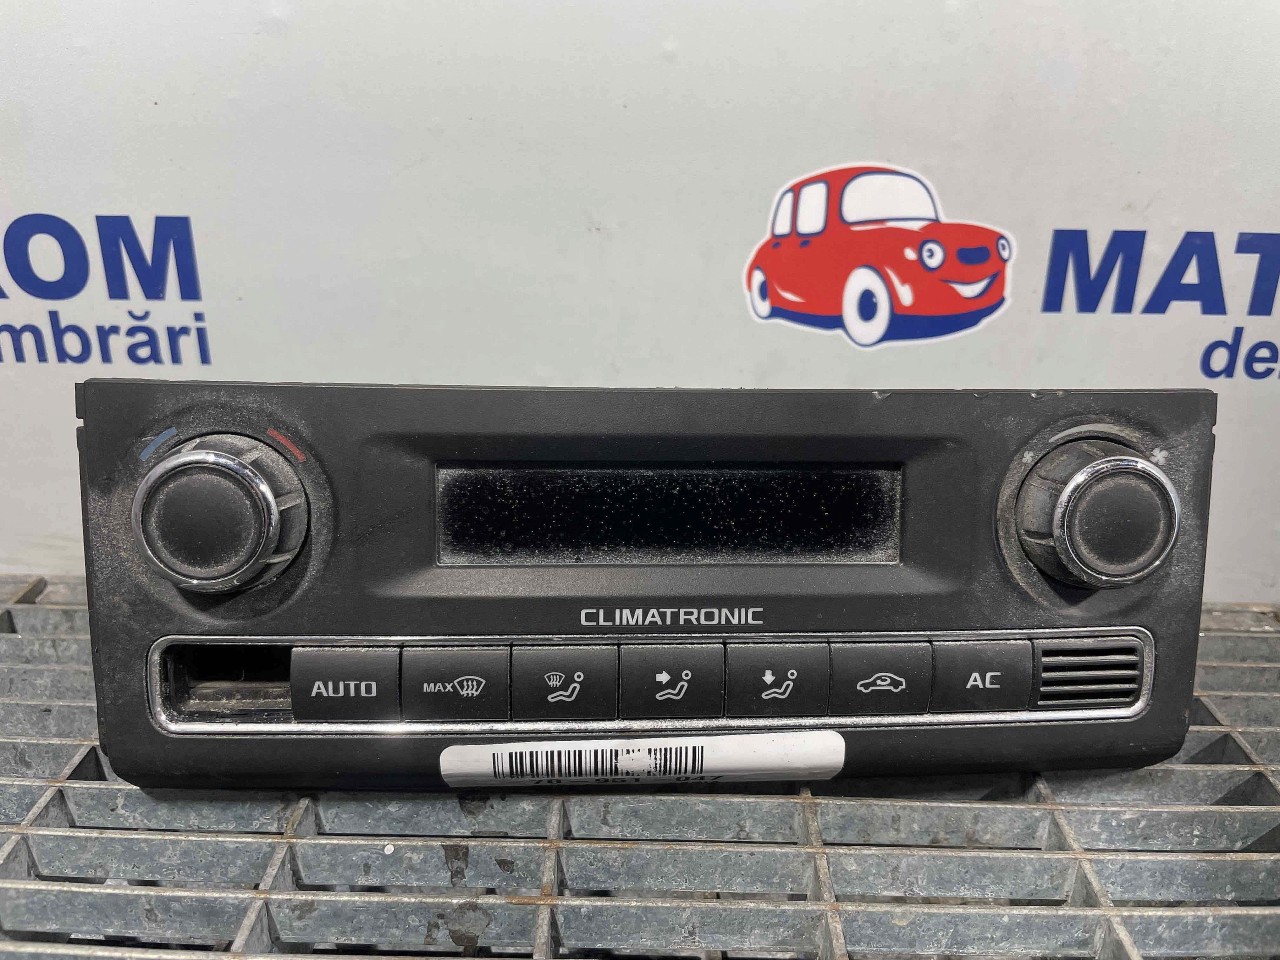 ROM
mbrări
MAT
de
CLIMATRONIC
AUTO
MAX
AC